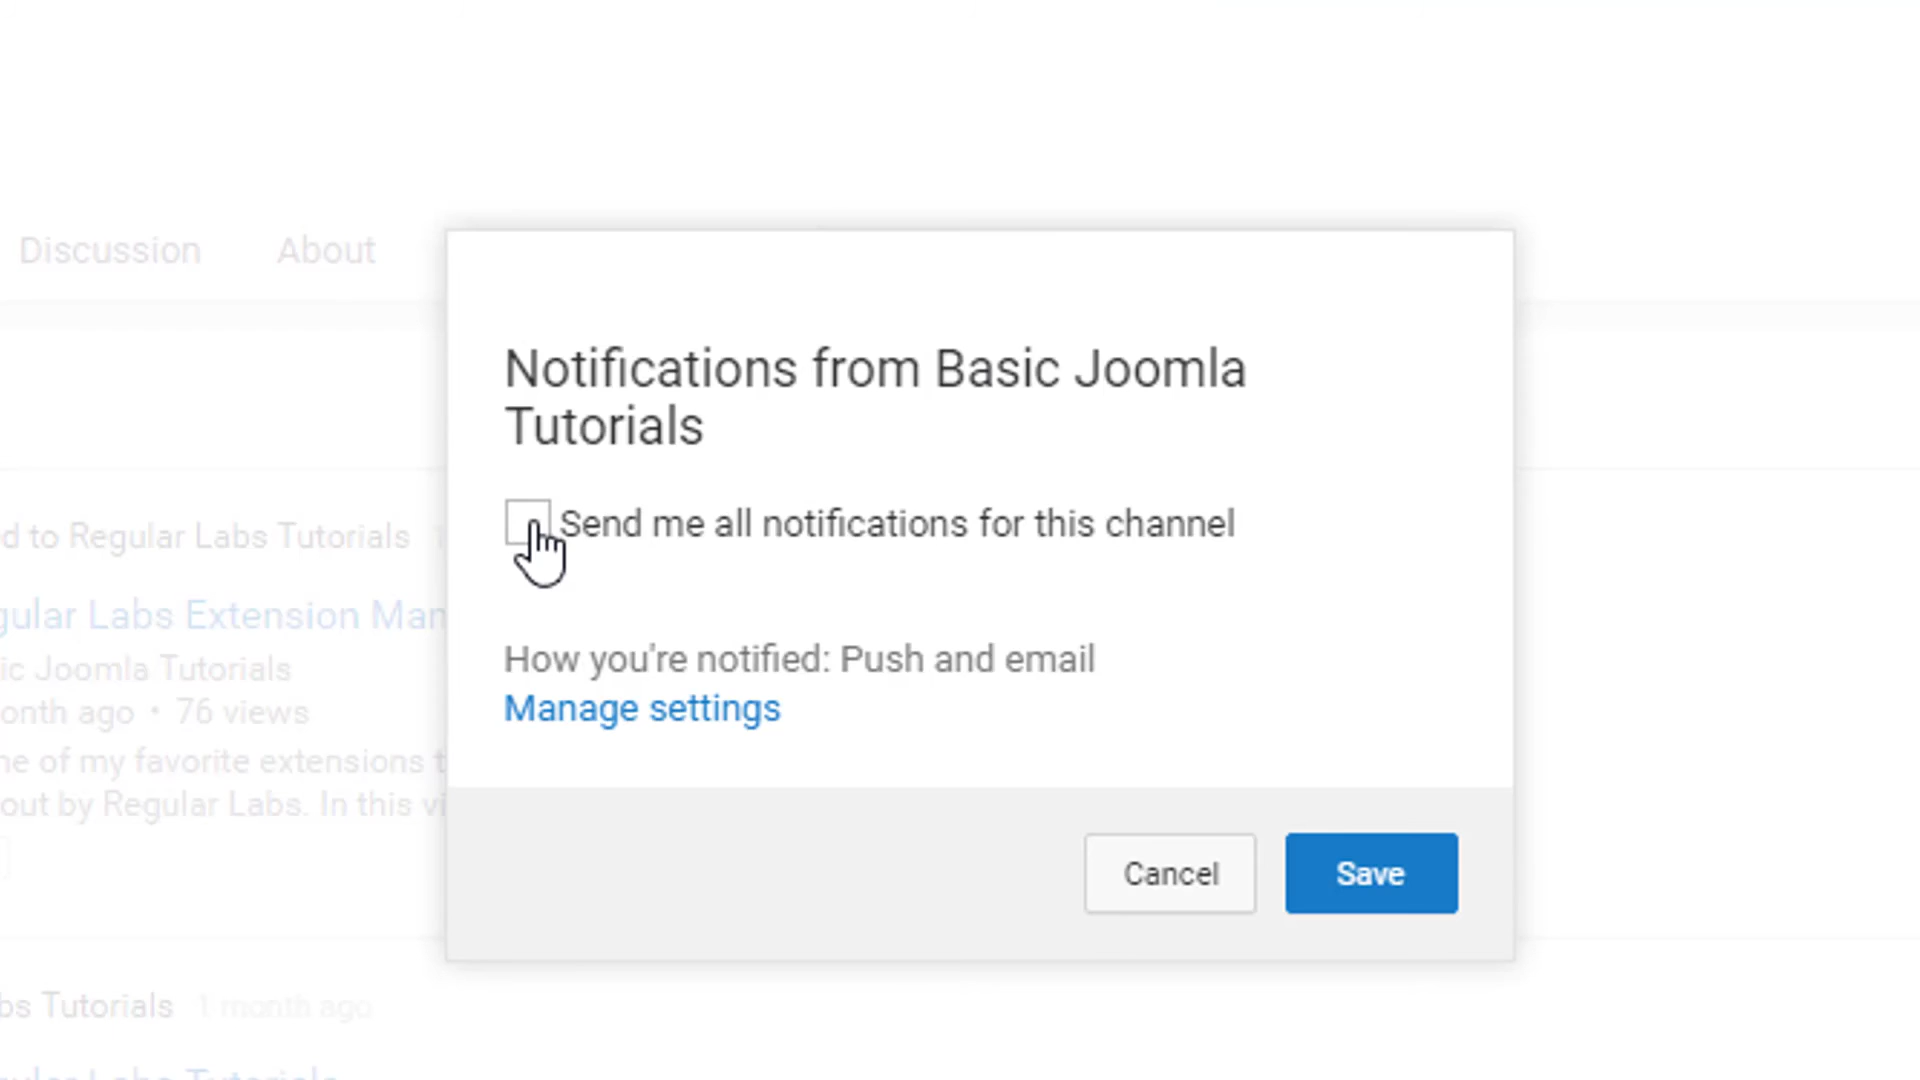 Discussion About
Notifications from Basic Joomla
Tutorials
Send me all notifications for this channel
d to Regular Labs Tutorials
gular Labs Extension Man
ic Joomla Tutorials
onth ago • 76 views
ne of my favorite extensions t
out by Regular Labs. In this vi
How you're notified: Push and email
Manage settings
Cancel Save
bs Tutorials 1 month ago
gular Labs Tutorials